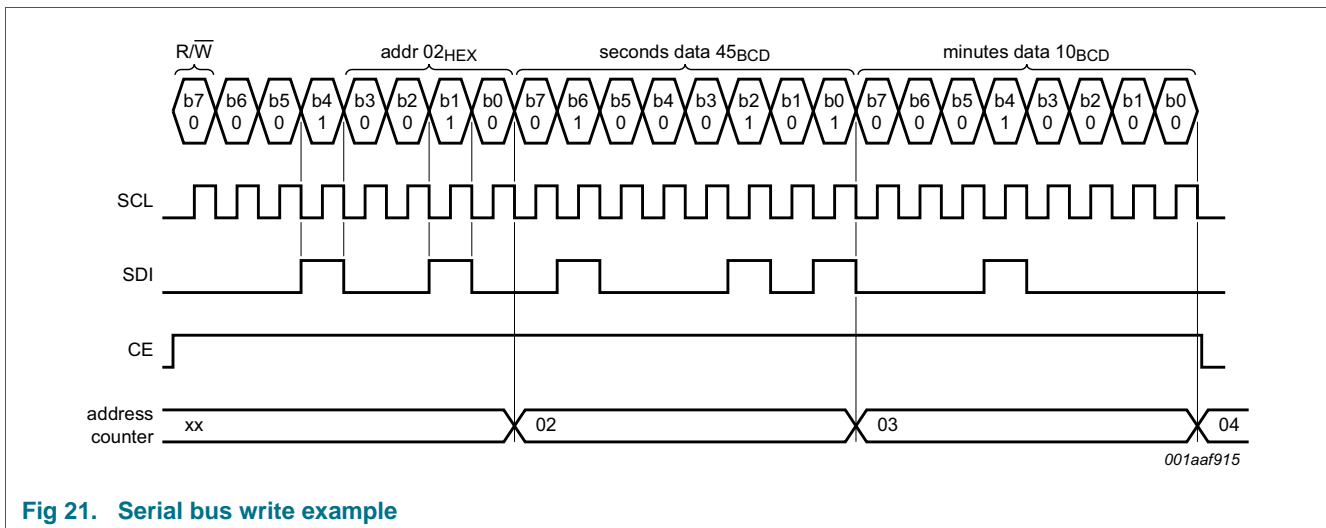 R/W addr 02HEX seconds data 45BCD minutes data 10BCD
b7 b6 b5 b4 b3 b2 b1 b0 b7 b6 b5 b4 b3 b2 b1 b0 b7 b6 b5 b4 b3 b2 b1 b0
0 0 0 1 0 0 1 0 0 1 0 0 0 1 0 1 0 0 0 1 0 0 0 0
SCL
SDI
CE
address
counter
xx 02 03 04
001aaf915
Fig 21. Serial bus write example